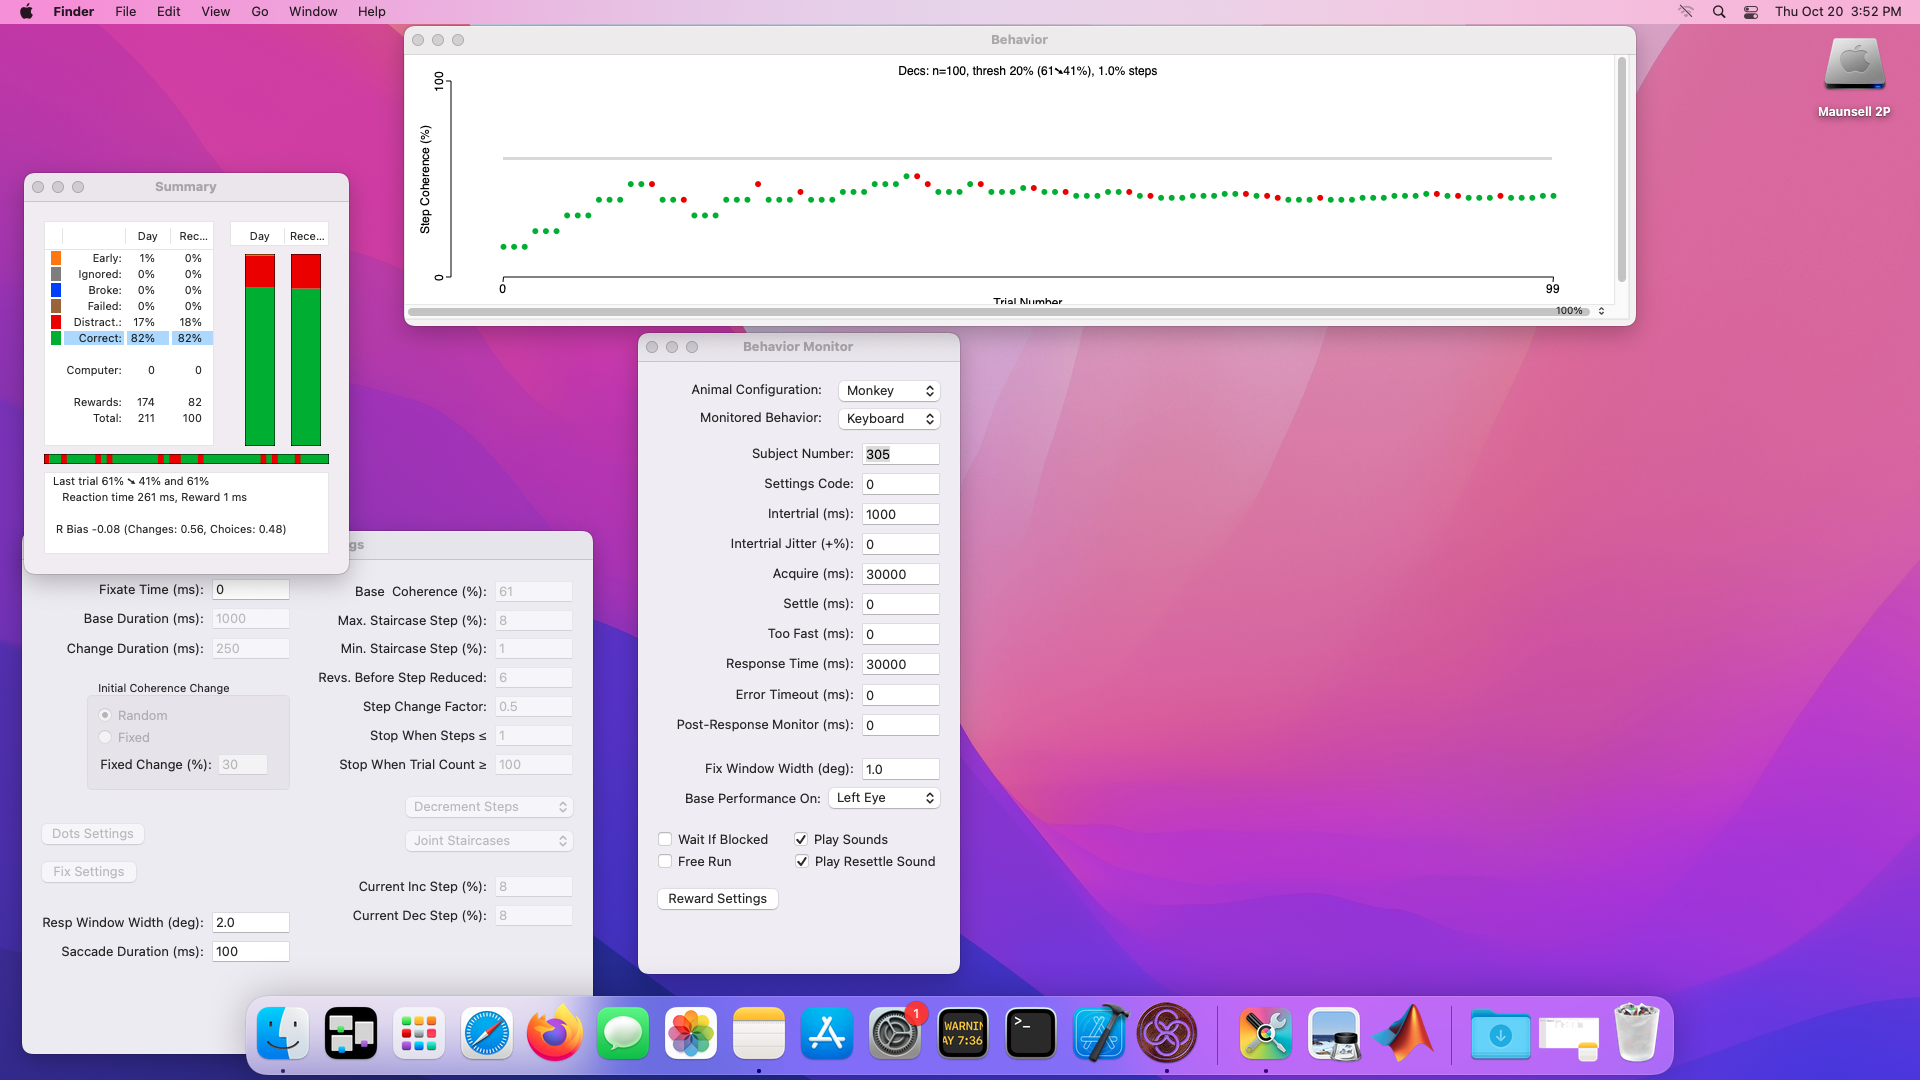 Finder File Edit View Go Window Help Thu Oct 20 3:52 PM
Behavior
Decs: n=100, thresh 20% (61➘41%), 1.0% steps
100
Step Coherence (%)
0
0 99
Trial Number
100%
Maunsell 2P
Summary
Day Rec... Day Rece...
Early: 1% 0%
Ignored: 0% 0%
Broke: 0% 0%
Failed: 0% 0%
Distract.: 17% 18%
Correct: 82% 82%
Computer: 0 0
Rewards: 174 82
Total: 211 100
Last trial 61% ➘ 41% and 61%
Reaction time 261 ms, Reward 1 ms
R Bias -0.08 (Changes: 0.56, Choices: 0.48)
gs
Fixate Time (ms): 0
Base Duration (ms): 1000
Change Duration (ms): 250
Initial Coherence Change
Random
Fixed
Fixed Change (%): 30
Dots Settings
Fix Settings
Resp Window Width (deg): 2.0
Saccade Duration (ms): 100
Base Coherence (%): 61
Max. Staircase Step (%): 8
Min. Staircase Step (%): 1
Revs. Before Step Reduced: 6
Step Change Factor: 0.5
Stop When Steps ≤ 1
Stop When Trial Count ≥ 100
Decrement Steps
Joint Staircases
Current Inc Step (%): 8
Current Dec Step (%): 8
Behavior Monitor
Animal Configuration: Monkey
Monitored Behavior: Keyboard
Subject Number: 305
Settings Code: 0
Intertrial (ms): 1000
Intertrial Jitter (+%): 0
Acquire (ms): 30000
Settle (ms): 0
Too Fast (ms): 0
Response Time (ms): 30000
Error Timeout (ms): 0
Post-Response Monitor (ms): 0
Fix Window Width (deg): 1.0
Base Performance On: Left Eye
Wait If Blocked Play Sounds
Free Run Play Resettle Sound
Reward Settings
1
WARNIN
AY 7:36
>_